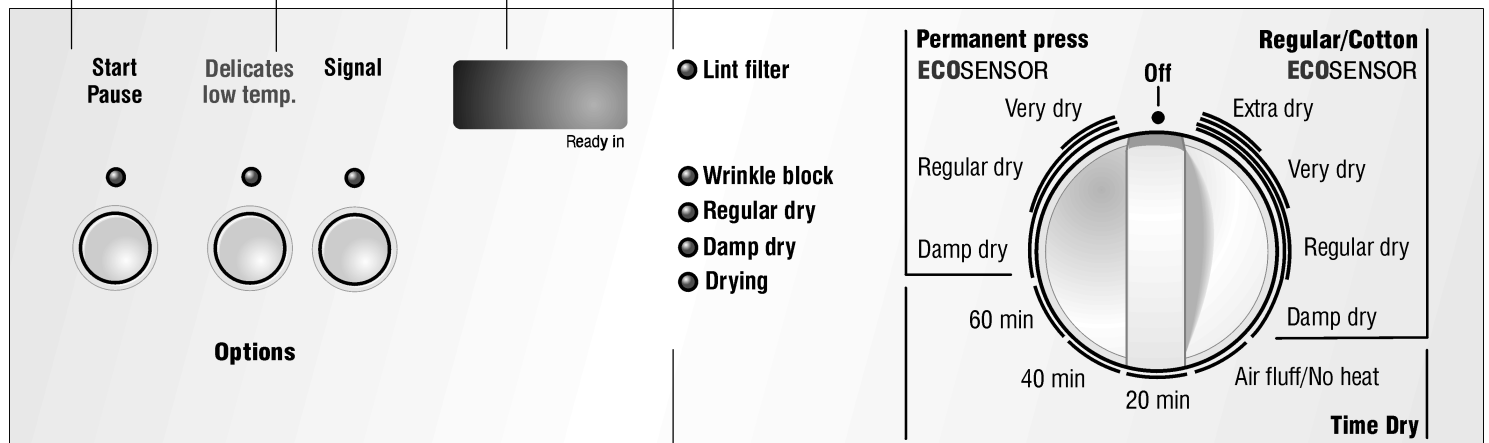 Start
Pause
Delicates
low temp.
Signal
Ready in
Options
Lint filter
Wrinkle block
Regular dry
Damp dry
Drying
Permanent press
ECOSENSOR
Very dry
Regular dry
Damp dry
Off
Regular/Cotton
ECOSENSOR
Extra dry
Very dry
Regular dry
Damp dry
60 min
40 min
20 min
Air fluff/No heat
Time Dry